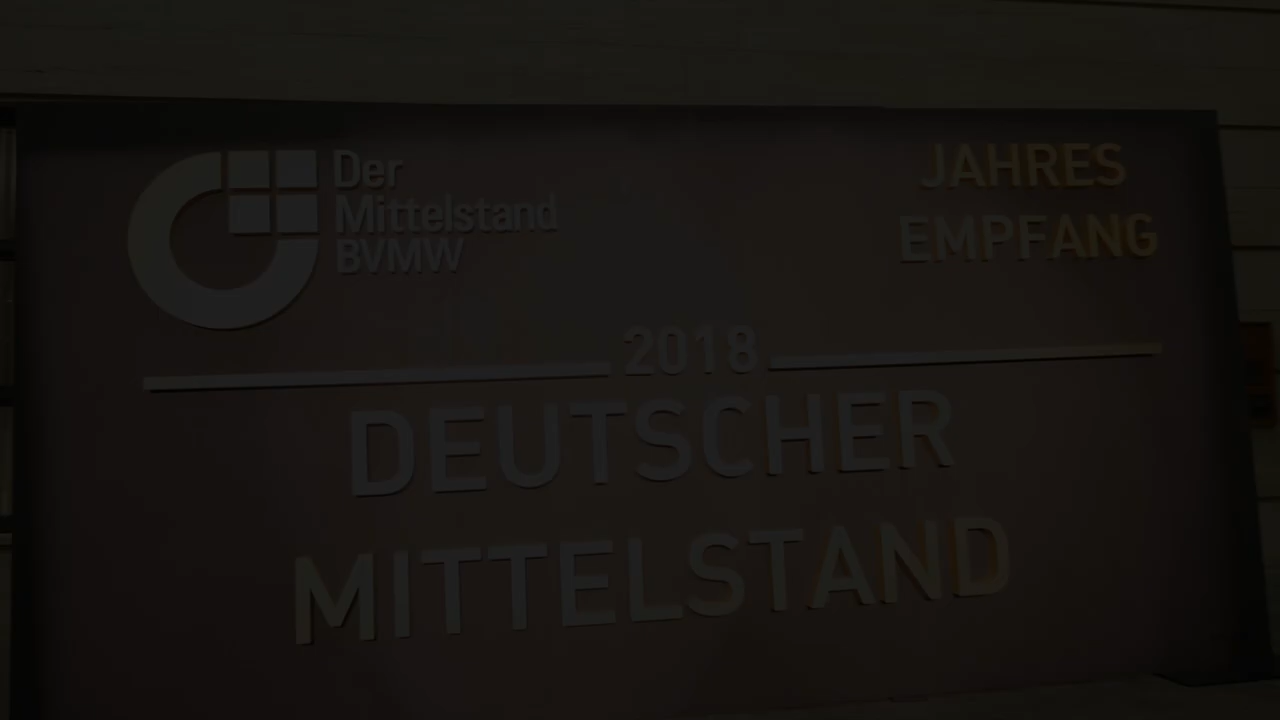 Der
Mittelstand
BVMW
JAHRES
EMPFANG
2018
DEUTSCHER
MITTELSTAND